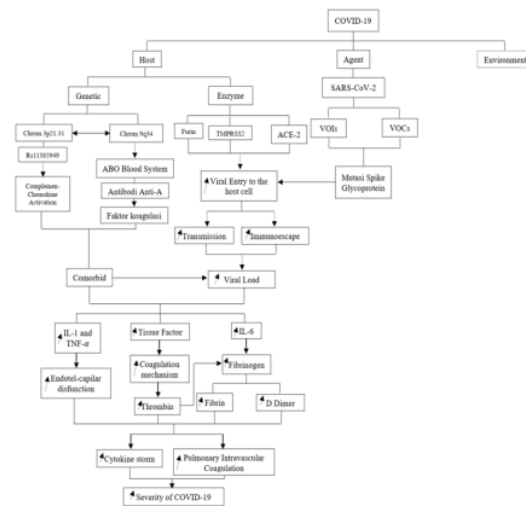 COVID-19
Host
Agent
Environment
Genetic
Enzyme
SARS-CoV-2
Chrom 3p21.31
Chrom 9q34
Furin
TMPRSS2
ACE-2
VOIs
VOCs
Rs11385949
ABO Blood System
Complemen-
Chemokine
Activation
Antibodi Anti-A
Faktor koagulasi
Viral Entry to the
host cell
Mutasi Spike
Glycoprotein
Transmission
Immunoescape
Comorbid
Viral Load
IL-1 and
TNF-α
Tissue Factor
IL-6
Endotel-capilar
disfunction
Coagulation
mechanism
Fibrinogen
Thrombin
Fibrin
D Dimer
Cytokine storm
Pulmonary Intravascular
Coagulation
Severity of COVID-19